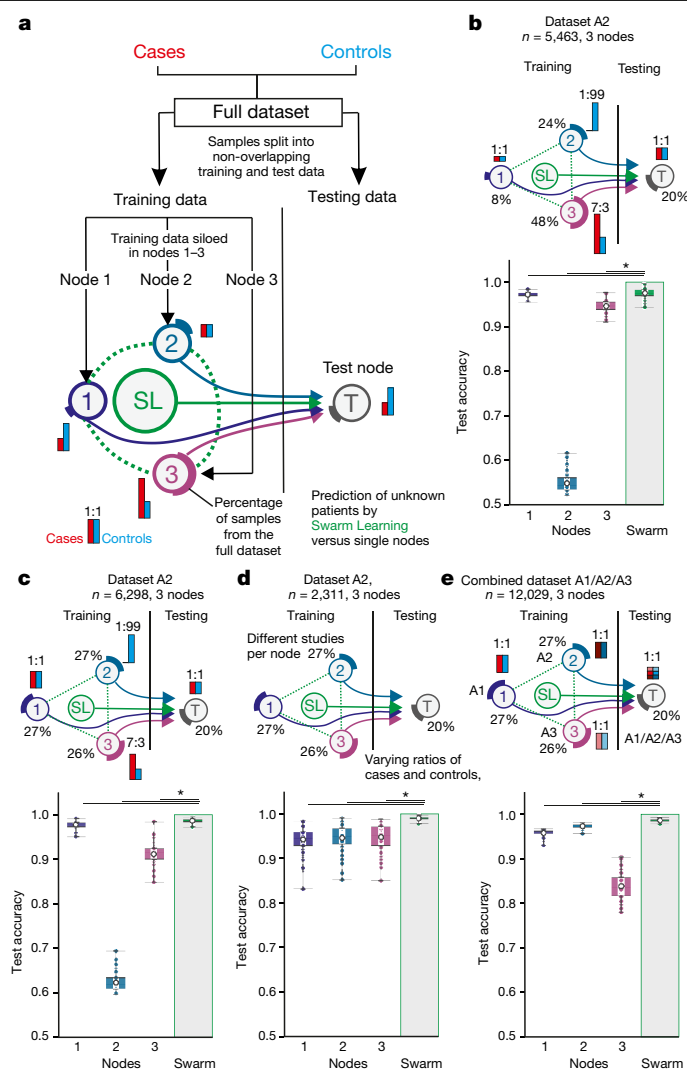 a
Cases
Controls
Full dataset
Samples split into
non-overlapping
training and test data
Training data
Testing data
Training data siloed
in nodes 1–3
Node 1
Node 2
Node 3
2
Test node
1
SL
T
3
1:1
Cases
Controls
Percentage
of samples
from the
full dataset
Prediction of unknown
patients by
Swarm Learning
versus single nodes
b
Dataset A2
n = 5,463, 3 nodes
Training
Testing
1:99
24%
2
1:1
1:1
1
SL
T
8%
20%
48%
3
7:3
*
1.0
0.9
0.8
0.7
0.6
0.5
Test accuracy
1
2
3
Nodes
Swarm
c
Dataset A2
n = 6,298, 3 nodes
Training
Testing
1:99
27%
2
1:1
1:1
1
SL
T
27%
20%
26%
3
7:3
*
1.0
0.9
0.8
0.7
0.6
0.5
Test accuracy
1
2
3
Nodes
Swarm
d
Dataset A2,
n = 2,311, 3 nodes
Training
Testing
Different studies
per node
27%
2
1
SL
T
27%
20%
26%
3
Varying ratios of
cases and controls,
*
1.0
0.9
0.8
0.7
0.6
0.5
Test accuracy
1
2
3
Nodes
Swarm
e
Combined dataset A1/A2/A3
n = 12,029, 3 nodes
Training
Testing
27%
1:1
A2
2
1:1
1:1
A1
1
SL
T
27%
20%
A3
26%
3
1:1
A1/A2/A3
*
1.0
0.9
0.8
0.7
0.6
0.5
Test accuracy
1
2
3
Nodes
Swarm